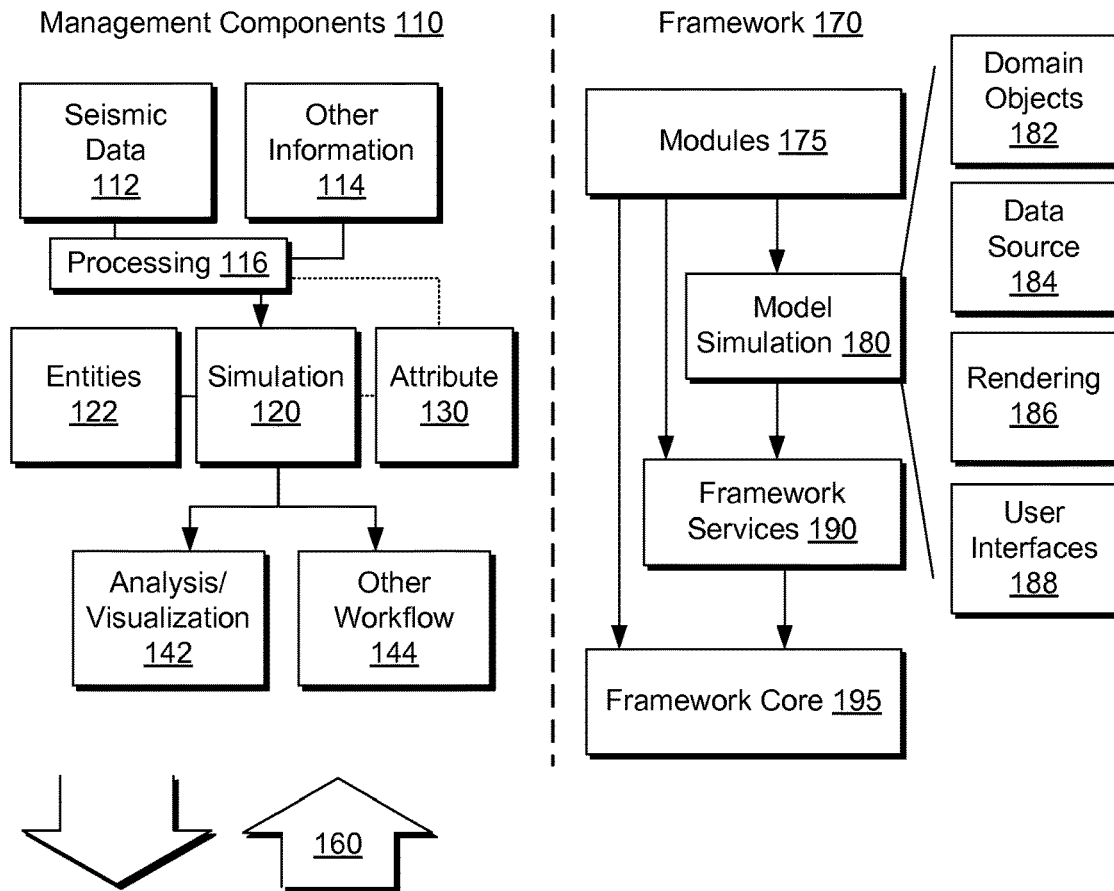 Management Components 110
Seismic
Data
112
Other
Information
114
Processing 116
Entities
122
Simulation
120
Attribute
130
Analysis/
Visualization
142
Other
Workflow
144
160
Framework 170
Modules 175
Model
Simulation 180
Framework
Services 190
Framework Core 195
Domain
Objects
182
Data
Source
184
Rendering
186
User
Interfaces
188